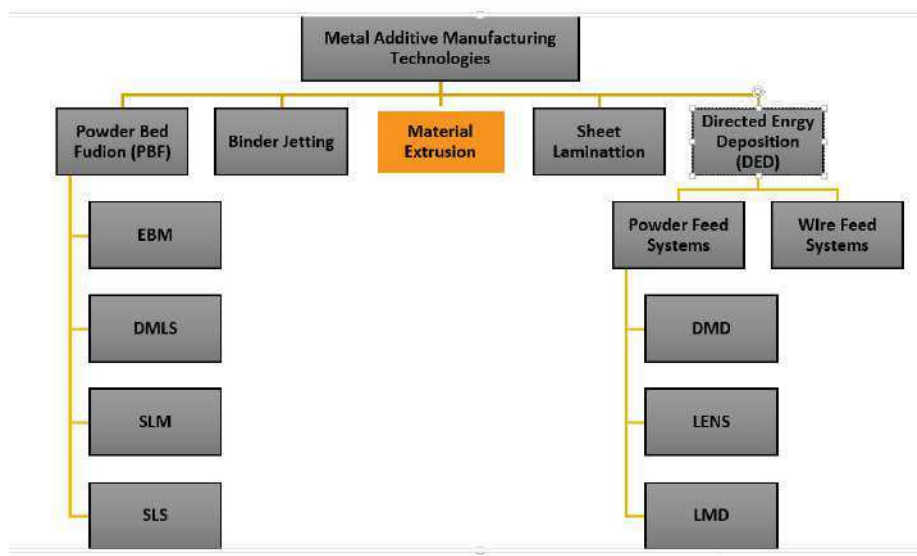 Metal Additive Manufacturing
Technologies
Powder Bed
Fudion (PBF)
Binder Jetting
Material
Extrusion
Sheet
Laminattion
Directed Enrgy
Deposition
(DED)
EBM
DMLS
SLM
SLS
Powder Feed
Systems
WIre Feed
Systems
DMD
LENS
LMD